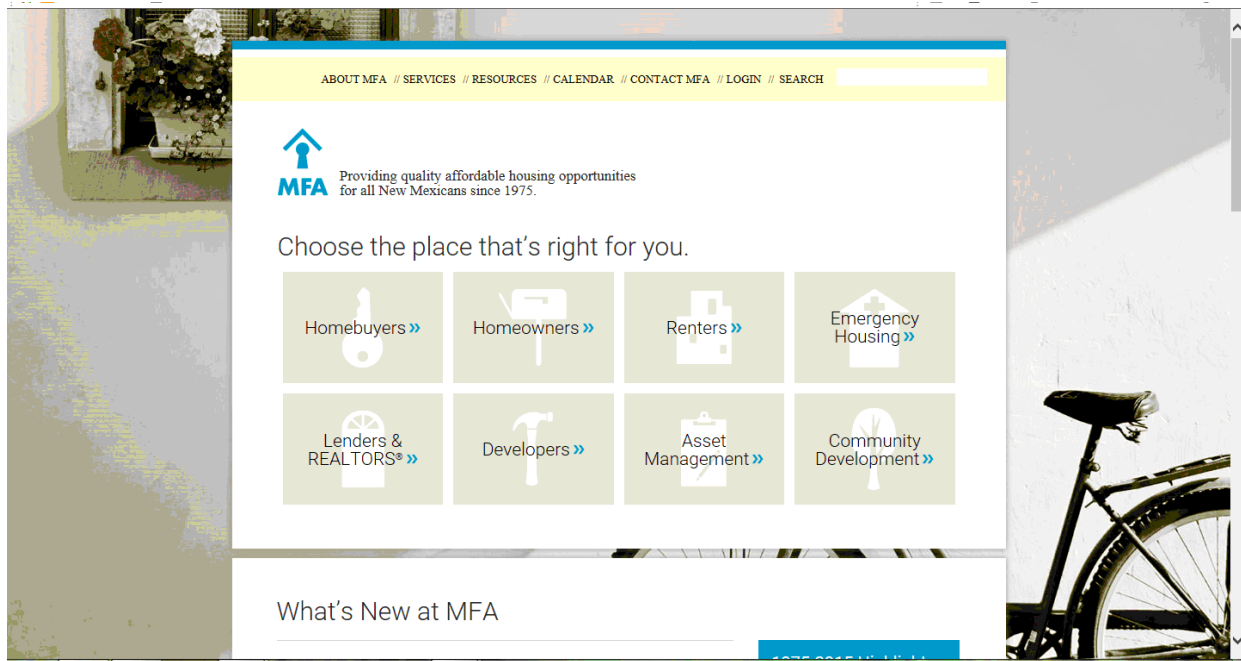 ABOUT MFA // SERVICES // RESOURCES // CALENDAR // CONTACT MFA // LOGIN // SEARCH
MFA
Providing quality affordable housing opportunities
for all New Mexicans since 1975.
Choose the place that's right for you.
Homebuyers »
Homeowners »
Renters »
Emergency
Housing »
Lenders &
REALTORS® »
Developers »
Asset
Management »
Community
Development »
What's New at MFA